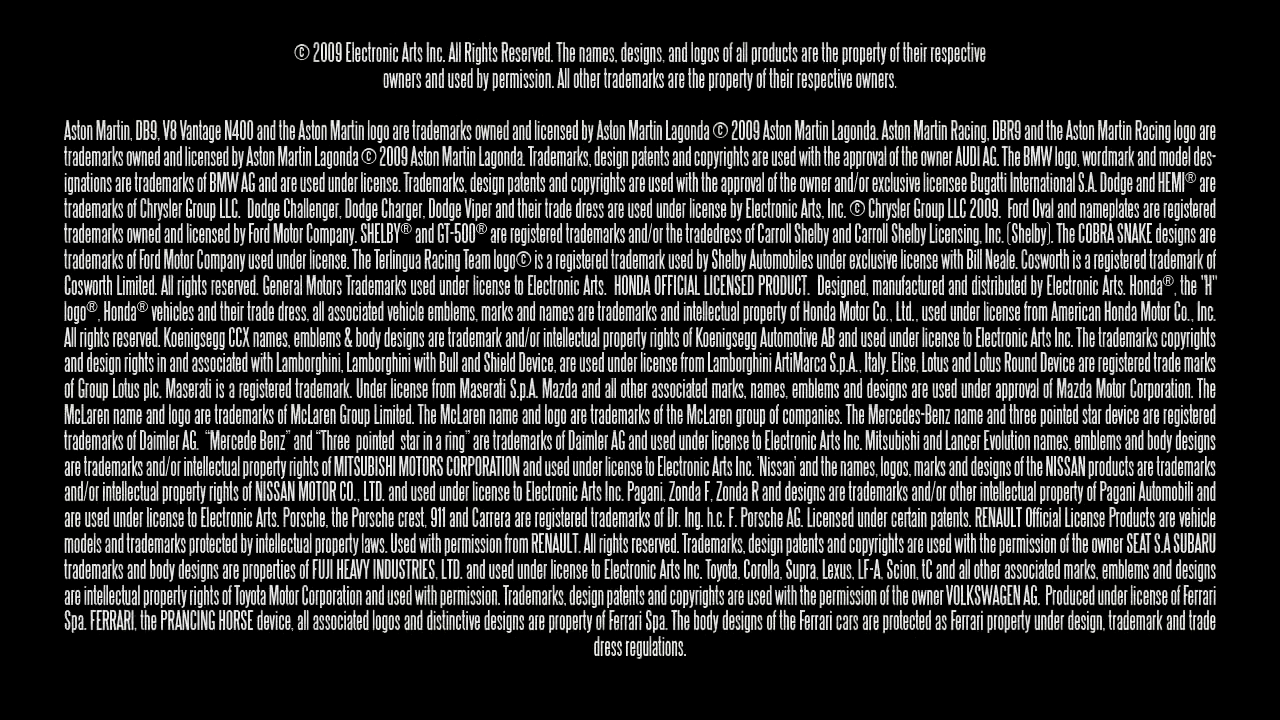 © 2009 Electronic Arts Inc. All Rights Reserved. The names, designs, and logos of all products are the property of their respective
owners and used by permission. All other trademarks are the property of their respective owners.
Aston Martin, DB9, V8 Vantage N400 and the Aston Martin logo are trademarks owned and licensed by Aston Martin Lagonda © 2009 Aston Martin Lagonda. Aston Martin Racing, DBR9 and the Aston Martin Racing logo are
trademarks owned and licensed by Aston Martin Lagonda © 2009 Aston Martin Lagonda. Trademarks, design patents and copyrights are used with the approval of the owner AUDI AG. The BMW logo, wordmark and model des-
ignations are trademarks of BMW AG and are used under license. Trademarks, design patents and copyrights are used with the approval of the owner and/or exclusive licensee Bugatti International S.A. Dodge and HEMI® are
trademarks of Chrysler Group LLC.  Dodge Challenger, Dodge Charger, Dodge Viper and their trade dress are used under license by Electronic Arts, Inc. © Chrysler Group LLC 2009.  Ford Oval and nameplates are registered
trademarks owned and licensed by Ford Motor Company. SHELBY® and GT-500® are registered trademarks and/or the tradedress of Carroll Shelby and Carroll Shelby Licensing, Inc. (Shelby). The COBRA SNAKE designs are
trademarks of Ford Motor Company used under license. The Terlingua Racing Team logo© is a registered trademark used by Shelby Automobiles under exclusive license with Bill Neale. Cosworth is a registered trademark of
Cosworth Limited. All rights reserved. General Motors Trademarks used under license to Electronic Arts.  HONDA OFFICIAL LICENSED PRODUCT.  Designed, manufactured and distributed by Electronic Arts. Honda®, the "H"
logo®, Honda® vehicles and their trade dress, all associated vehicle emblems, marks and names are trademarks and intellectual property of Honda Motor Co., Ltd., used under license from American Honda Motor Co., Inc.
All rights reserved. Koenigsegg CCX names, emblems & body designs are trademark and/or intellectual property rights of Koenigsegg Automotive AB and used under license to Electronic Arts Inc. The trademarks copyrights
and design rights in and associated with Lamborghini, Lamborghini with Bull and Shield Device, are used under license from Lamborghini ArtiMarca S.p.A., Italy. Elise, Lotus and Lotus Round Device are registered trade marks
of Group Lotus plc. Maserati is a registered trademark. Under license from Maserati S.p.A. Mazda and all other associated marks, names, emblems and designs are used under approval of Mazda Motor Corporation. The
McLaren name and logo are trademarks of McLaren Group Limited. The McLaren name and logo are trademarks of the McLaren group of companies. The Mercedes-Benz name and three pointed star device are registered
trademarks of Daimler AG.  “Mercede Benz” and “Three  pointed  star in a ring” are trademarks of Daimler AG and used under license to Electronic Arts Inc. Mitsubishi and Lancer Evolution names, emblems and body designs
are trademarks and/or intellectual property rights of MITSUBISHI MOTORS CORPORATION and used under license to Electronic Arts Inc. 'Nissan' and the names, logos, marks and designs of the NISSAN products are trademarks
and/or intellectual property rights of NISSAN MOTOR CO., LTD. and used under license to Electronic Arts Inc. Pagani, Zonda F, Zonda R and designs are trademarks and/or other intellectual property of Pagani Automobili and
are used under license to Electronic Arts. Porsche, the Porsche crest, 911 and Carrera are registered trademarks of Dr. Ing. h.c. F. Porsche AG. Licensed under certain patents. RENAULT Official License Products are vehicle
models and trademarks protected by intellectual property laws. Used with permission from RENAULT. All rights reserved. Trademarks, design patents and copyrights are used with the permission of the owner SEAT S.A SUBARU
trademarks and body designs are properties of FUJI HEAVY INDUSTRIES, LTD. and used under license to Electronic Arts Inc. Toyota, Corolla, Supra, Lexus, LF-A, Scion, tC and all other associated marks, emblems and designs
are intellectual property rights of Toyota Motor Corporation and used with permission. Trademarks, design patents and copyrights are used with the permission of the owner VOLKSWAGEN AG.  Produced under license of Ferrari
Spa. FERRARI, the PRANCING HORSE device, all associated logos and distinctive designs are property of Ferrari Spa. The body designs of the Ferrari cars are protected as Ferrari property under design, trademark and trade
dress regulations.